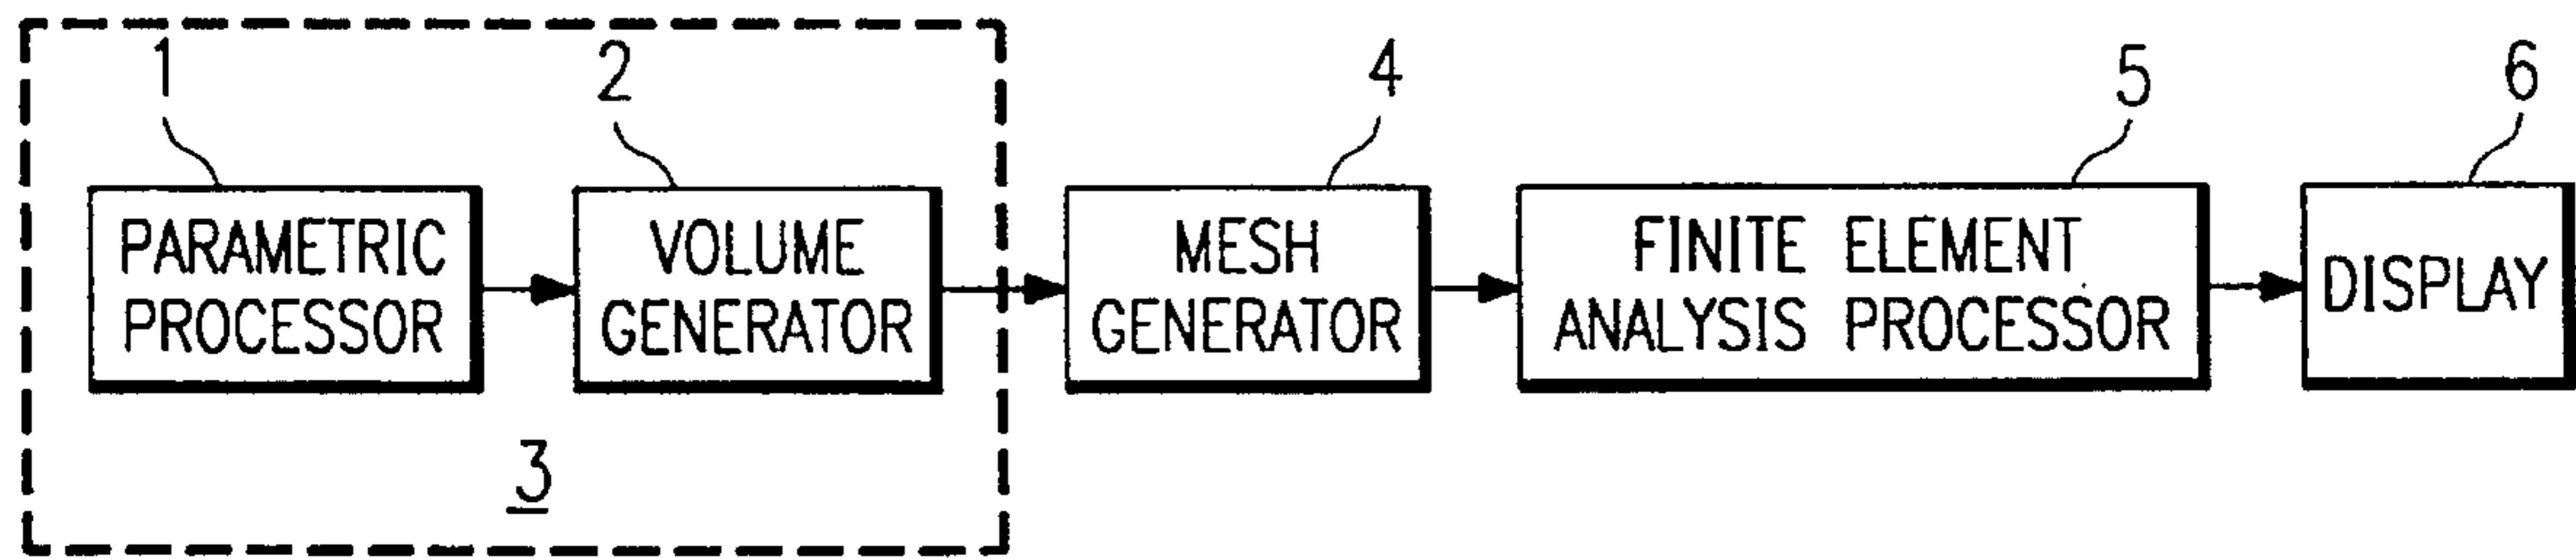 1
2
4
5
6
PARAMETRIC
PROCESSOR
VOLUME
GENERATOR
MESH
GENERATOR
FINITE ELEMENT
ANALYSIS PROCESSOR
DISPLAY
3